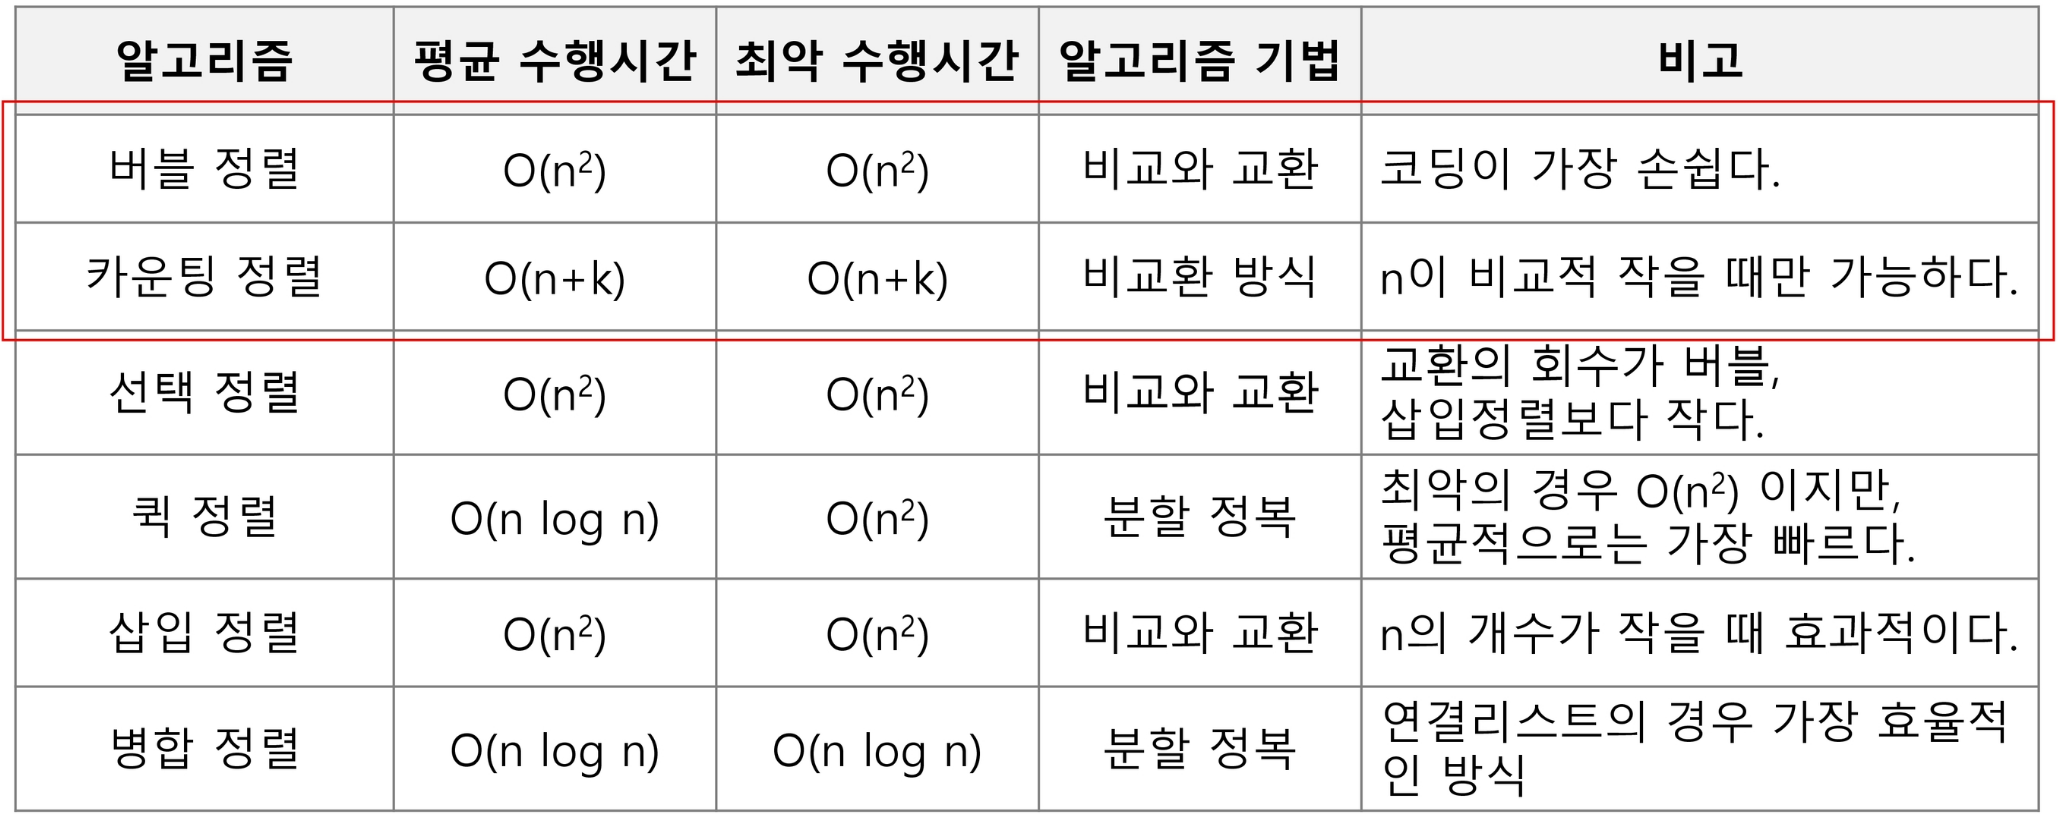 알고리즘 평균 수행시간 최악 수행시간 알고리즘 기법 비고
버블 정렬 O(n²) O(n²) 비교와 교환 코딩이 가장 손쉽다.
카운팅 정렬 O(n+k) O(n+k) 비교환 방식 n이 비교적 작을 때만 가능하다.
선택 정렬 O(n²) O(n²) 비교와 교환 교환의 회수가 버블,
삽입정렬보다 작다.
퀵 정렬 O(n log n) O(n²) 분할 정복 최악의 경우 O(n²) 이지만,
평균적으로는 가장 빠르다.
삽입 정렬 O(n²) O(n²) 비교와 교환 n의 개수가 작을 때 효과적이다.
병합 정렬 O(n log n) O(n log n) 분할 정복 연결리스트의 경우 가장 효율적
인 방식